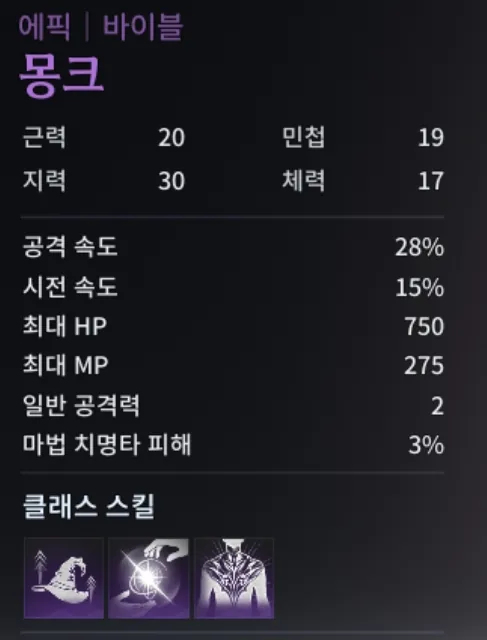 에픽 | 바이블
몽크
근력 20 민첩 19
지력 30 체력 17
공격 속도 28%
시전 속도 15%
최대 HP 750
최대 MP 275
일반 공격력 2
마법 치명타 피해 3%
클래스 스킬